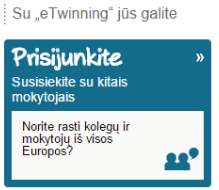 Su „eTwinning“ jūs galite
Prisijunkite »
Susisiekite su kitais
mokytojais
Norite rasti kolegų ir
mokytojų iš visos
Europos?